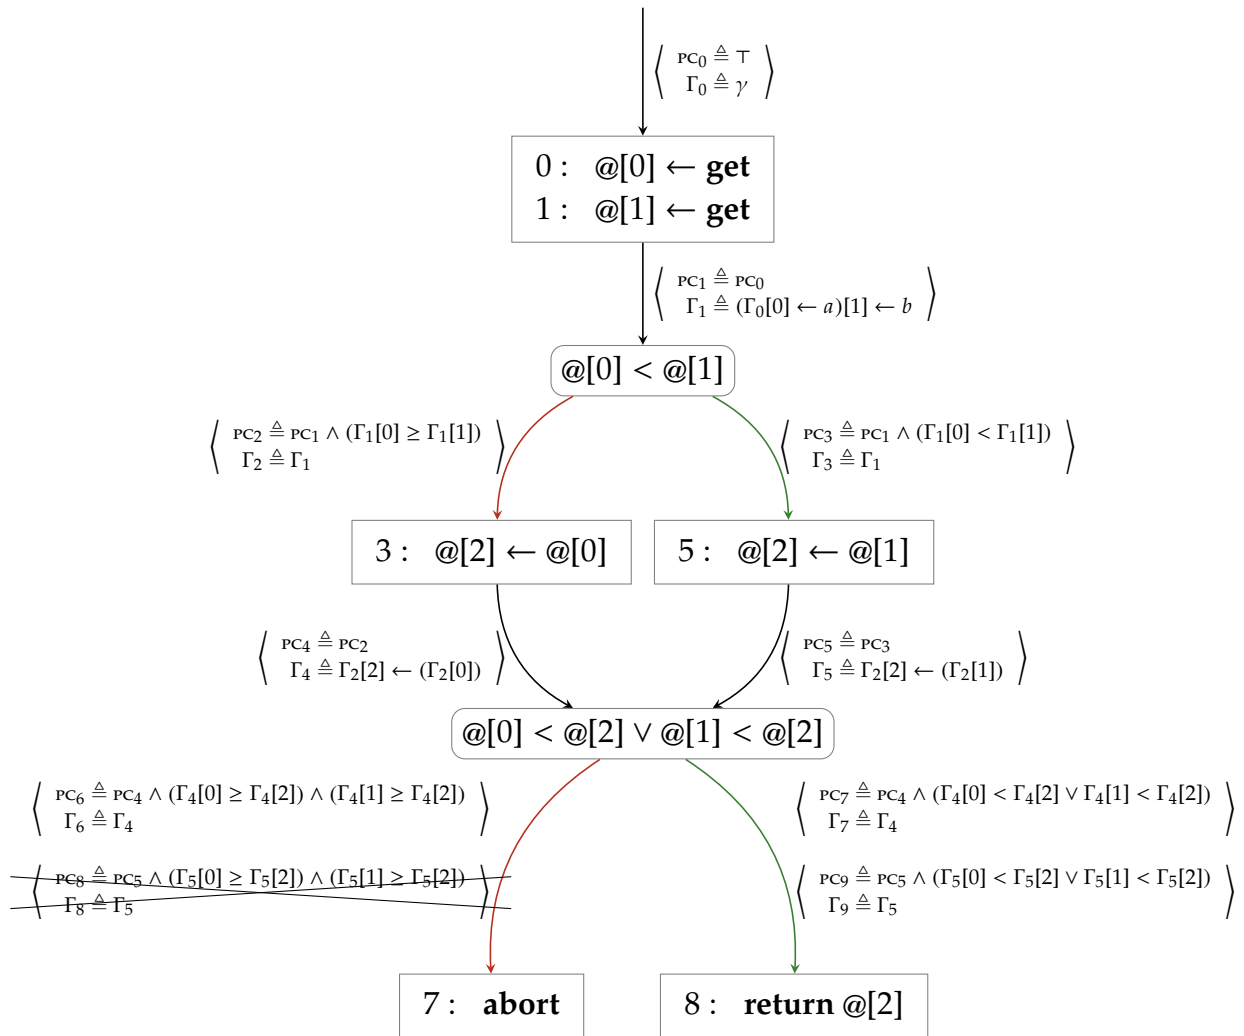 ⟨ PC₀ ≜ ⊤
Γ₀ ≜ γ ⟩
0 : @[0] ← get
1 : @[1] ← get
⟨ PC₁ ≜ PC₀
Γ₁ ≜ (Γ₀[0] ← a)[1] ← b ⟩
@[0] < @[1]
⟨ PC₂ ≜ PC₁ ∧ (Γ₁[0] ≥ Γ₁[1])
Γ₂ ≜ Γ₁ ⟩
⟨ PC₃ ≜ PC₁ ∧ (Γ₁[0] < Γ₁[1])
Γ₃ ≜ Γ₁ ⟩
3 : @[2] ← @[0]
5 : @[2] ← @[1]
⟨ PC₄ ≜ PC₂
Γ₄ ≜ Γ₂[2] ← (Γ₂[0]) ⟩
⟨ PC₅ ≜ PC₃
Γ₅ ≜ Γ₂[2] ← (Γ₂[1]) ⟩
@[0] < @[2] ∨ @[1] < @[2]
⟨ PC₆ ≜ PC₄ ∧ (Γ₄[0] ≥ Γ₄[2]) ∧ (Γ₄[1] ≥ Γ₄[2])
Γ₆ ≜ Γ₄ ⟩
⟨ PC₇ ≜ PC₄ ∧ (Γ₄[0] < Γ₄[2] ∨ Γ₄[1] < Γ₄[2])
Γ₇ ≜ Γ₄ ⟩
⟨ PC₈ ≜ PC₅ ∧ (Γ₅[0] ≥ Γ₅[2]) ∧ (Γ₅[1] ≥ Γ₅[2])
Γ₈ ≜ Γ₅ ⟩
⟨ PC₉ ≜ PC₅ ∧ (Γ₅[0] < Γ₅[2] ∨ Γ₅[1] < Γ₅[2])
Γ₉ ≜ Γ₅ ⟩
7 : abort
8 : return @[2]